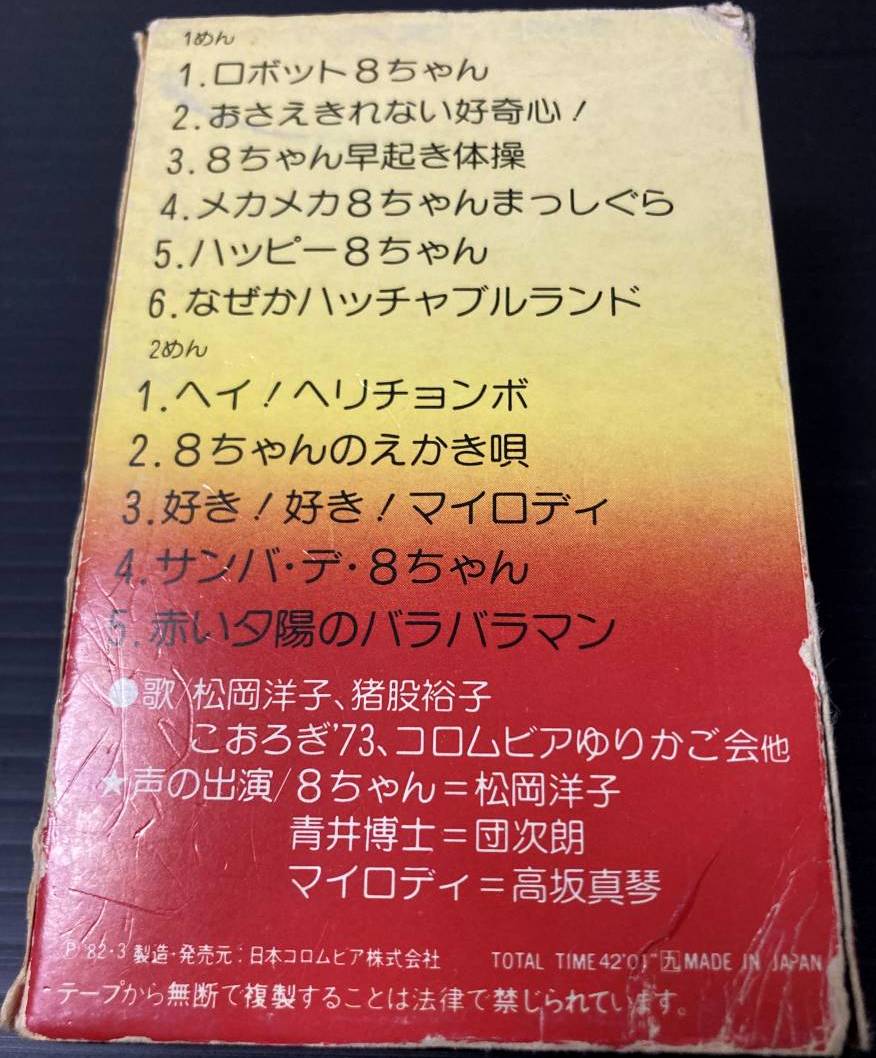 1めん
1.ロボット8ちゃん
2.おさえきれない好奇心!
3.8ちゃん早起き体操
4.メカメカ8ちゃんまっしぐら
5.ハッピー8ちゃん
6.なぜかハッチャブルランド
2めん
1.ヘイ!ヘリチョンボ
2.8ちゃんのえかき唄
3.好き!好き!マイロディ
4.サンバ・デ・8ちゃん
5.赤い夕陽のバラバラマン
●歌/松岡洋子、猪股裕子
こおろぎ'73、コロムビアゆりかご会他
★声の出演/8ちゃん=松岡洋子
青井博士=団次朗
マイロディ=高坂真琴
P '82・3 製造・発売元:日本コロムビア株式会社 TOTAL TIME 42'01" 九 MADE IN JAPAN
テープから無断で複製することは法律で禁じられています。